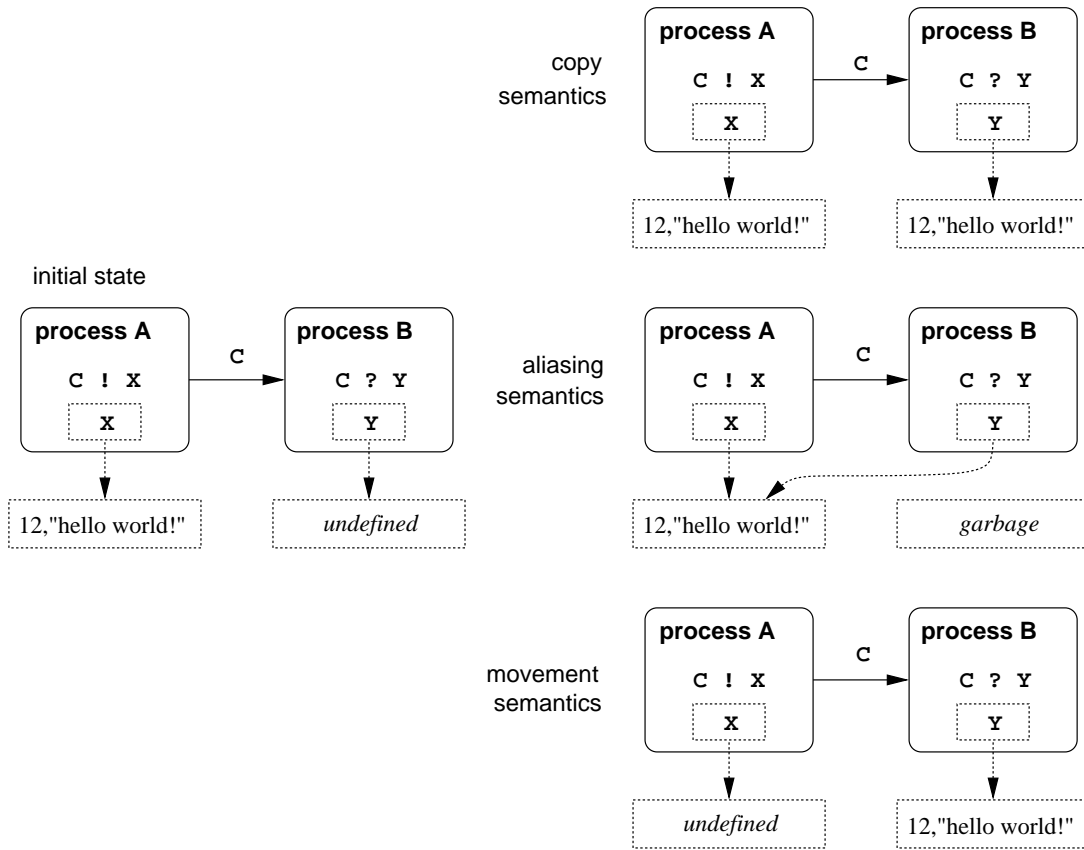 process A
process B
copy
semantics
C
C ! X
C ? Y
X
Y
12,"hello world!"
12,"hello world!"
initial state
process A
process B
C
C ! X
C ? Y
X
Y
12,"hello world!"
undefined
aliasing
semantics
process A
process B
C
C ! X
C ? Y
X
Y
12,"hello world!"
garbage
movement
semantics
process A
process B
C
C ! X
C ? Y
X
Y
undefined
12,"hello world!"